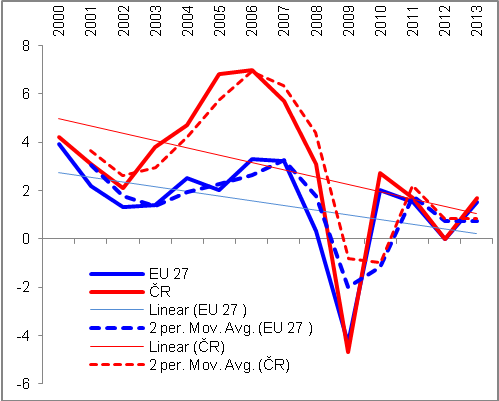 2000 2001 2002 2003 2004 2005 2006 2007 2008 2009 2010 2011 2012 2013
8
6
4
2
0
-2
-4
-6
EU 27
ČR
Linear (EU 27 )
2 per. Mov. Avg. (EU 27 )
Linear (ČR)
2 per. Mov. Avg. (ČR)